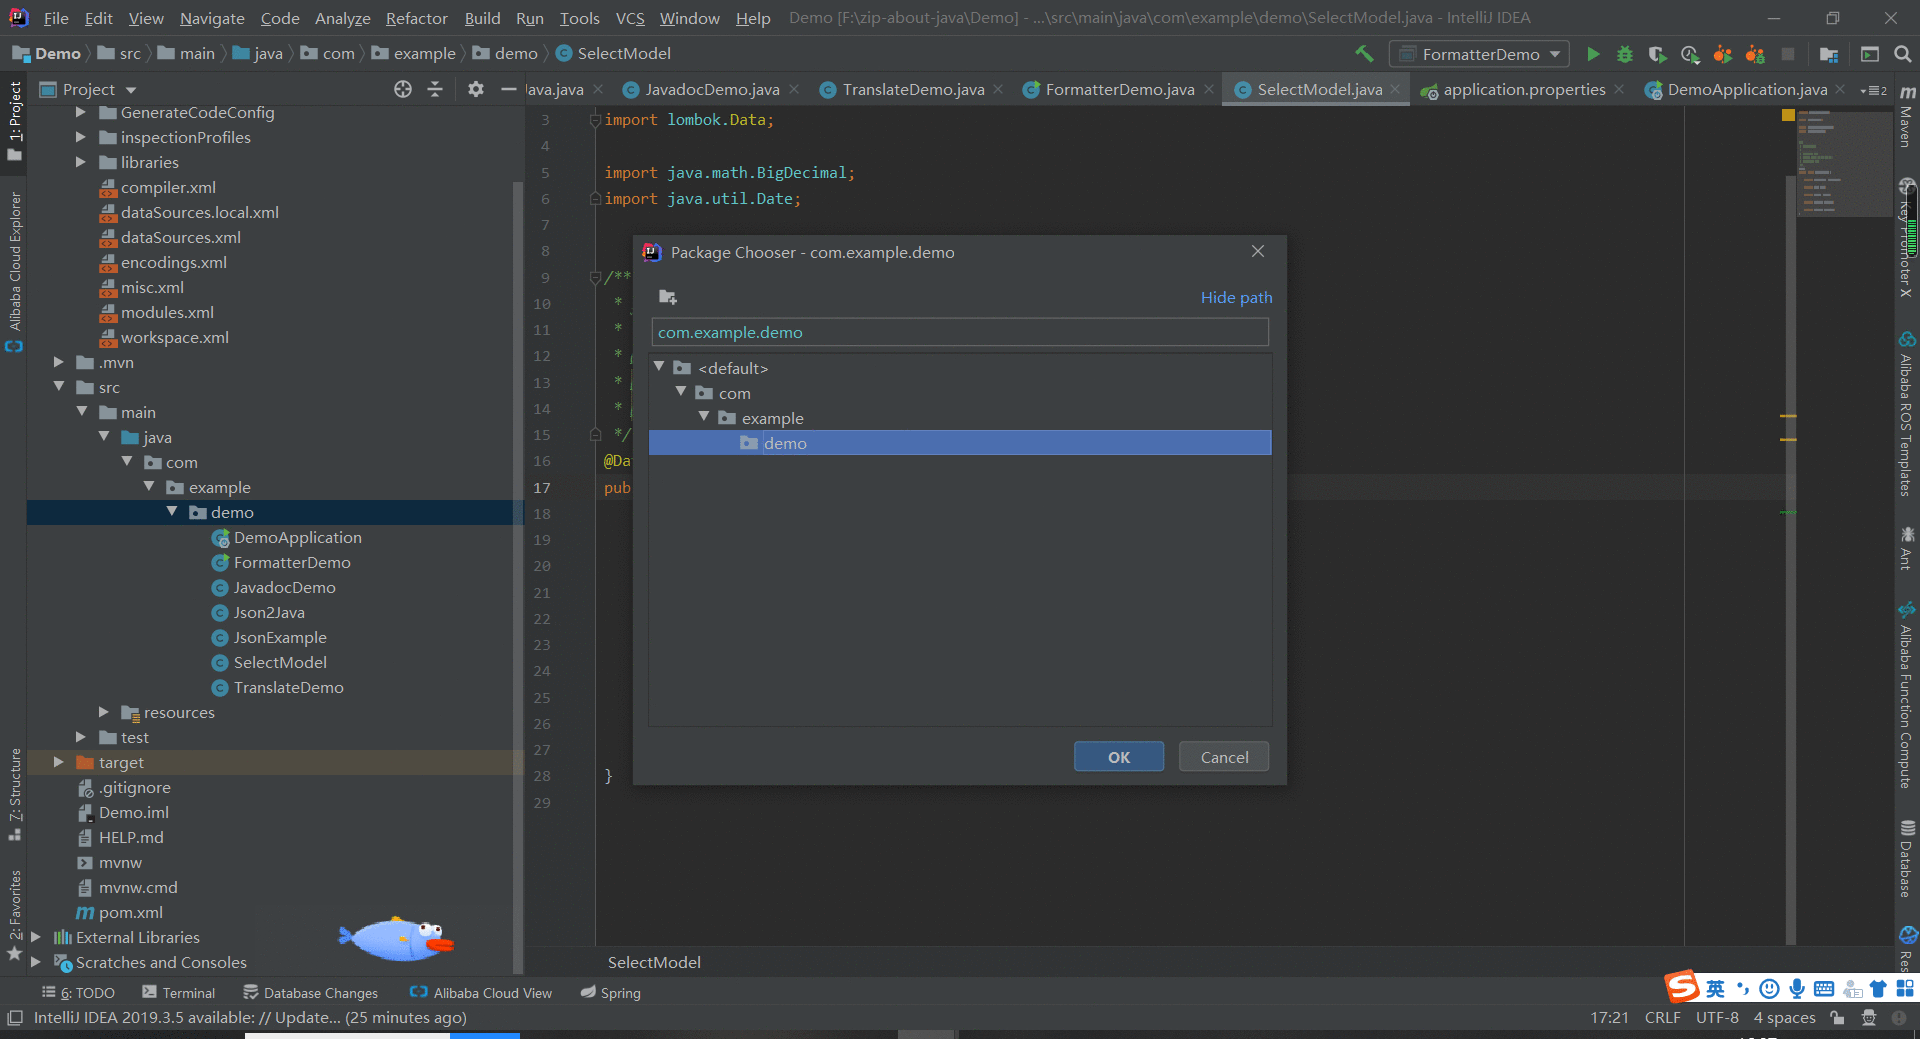 File Edit View Navigate Code Analyze Refactor Build Run Tools VCS Window Help Demo [F:\zip-about-java\Demo] - ...\src\main\java\com\example\demo\SelectModel.java - IntelliJ IDEA
Demo src main java com example demo SelectModel FormatterDemo
Project
Java.java JavadocDemo.java TranslateDemo.java FormatterDemo.java SelectModel.java application.properties DemoApplication.java 2
GenerateCodeConfig
inspectionProfiles
libraries
compiler.xml
dataSources.local.xml
dataSources.xml
encodings.xml
misc.xml
modules.xml
workspace.xml
.mvn
src
main
java
com
example
demo
DemoApplication
FormatterDemo
JavadocDemo
Json2Java
JsonExample
SelectModel
TranslateDemo
resources
test
target
.gitignore
Demo.iml
HELP.md
mvnw
mvnw.cmd
pom.xml
External Libraries
Scratches and Consoles
1: Project
Alibaba Cloud Explorer
7: Structure
2: Favorites
3 import lombok.Data;
4
5 import java.math.BigDecimal;
6 import java.util.Date;
7
8
9 /**
10 *
11 *
12 *
13 *
14 *
15 */
16 @Da
17 pub
18
19
20
21
22
23
24
25
26
27
28 }
29
Package Chooser - com.example.demo
Hide path
com.example.demo
<default>
com
example
demo
OK Cancel
SelectModel
Maven
Key Promoter X
Alibaba ROS Templates
Ant
Alibaba Function Compute
Database
Res
6: TODO Terminal Database Changes Alibaba Cloud View Spring
英
IntelliJ IDEA 2019.3.5 available: // Update... (25 minutes ago) 17:21 CRLF UTF-8 4 spaces